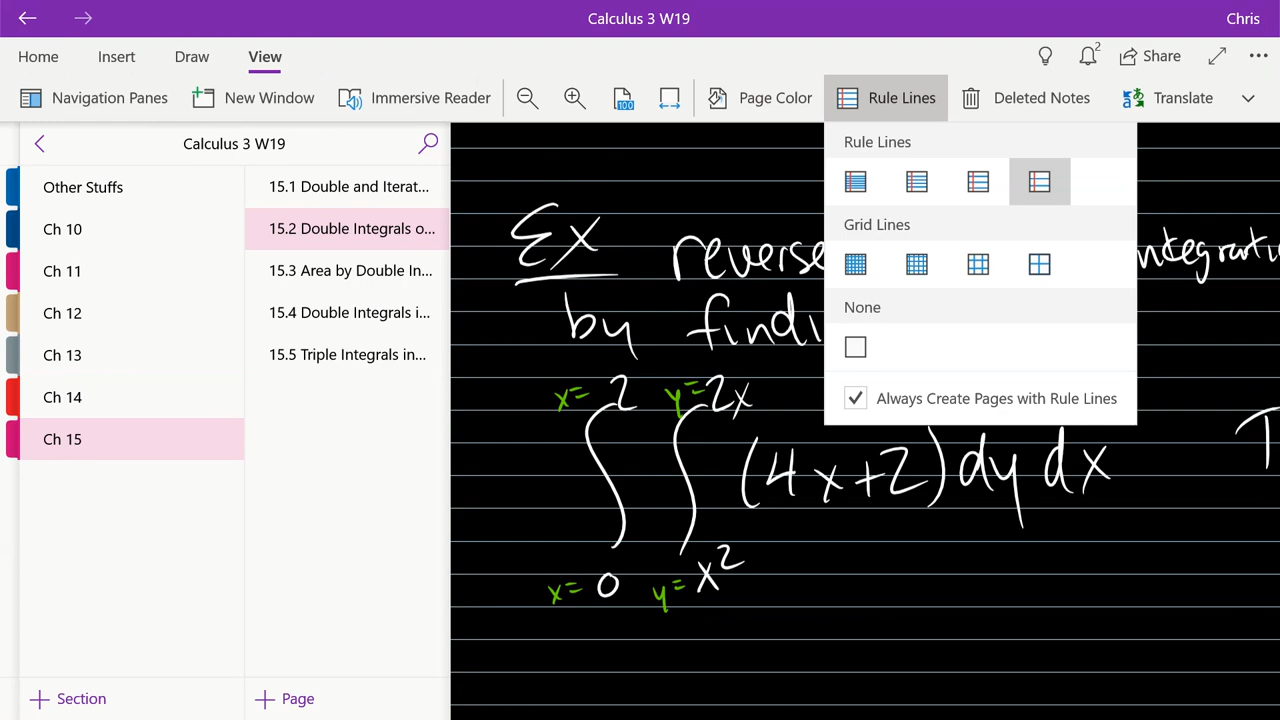 Calculus 3 W19
Chris
Home Insert Draw View
2 Share
Navigation Panes New Window Immersive Reader 100 Page Color Rule Lines Deleted Notes Translate
Calculus 3 W19
Other Stuffs
Ch 10
Ch 11
Ch 12
Ch 13
Ch 14
Ch 15
15.1 Double and Iterat...
15.2 Double Integrals o...
15.3 Area by Double In...
15.4 Double Integrals i...
15.5 Triple Integrals in...
+ Section
+ Page
Rule Lines
Grid Lines
None
Always Create Pages with Rule Lines
Ex reverse
by
x= 2 y= 2x
∫ ∫ (4x+2) dy dx
x= 0 y= x²